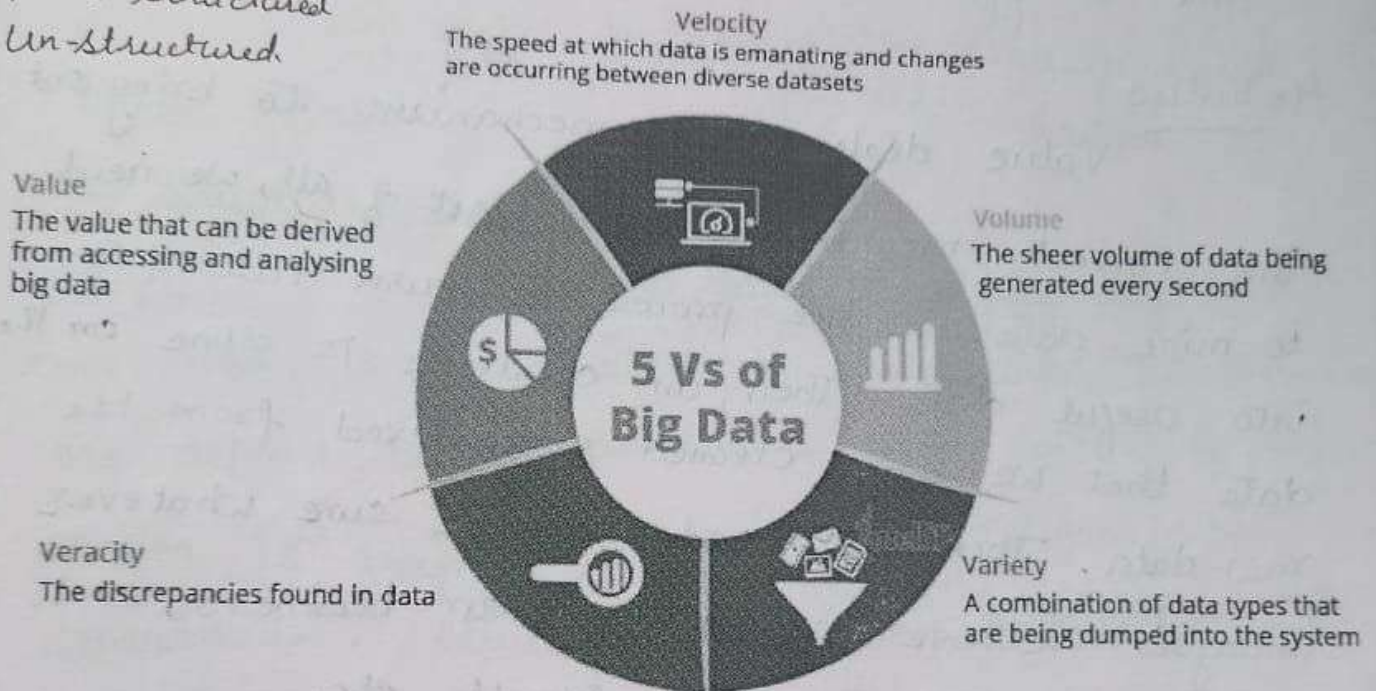 structured
Un-structured.
Velocity
The speed at which data is emanating and changes
are occurring between diverse datasets
Value
The value that can be derived
from accessing and analysing
big data
Volume
The sheer volume of data being
generated every second
$
5 Vs of
Big Data
Veracity
The discrepancies found in data
Variety
A combination of data types that
are being dumped into the system